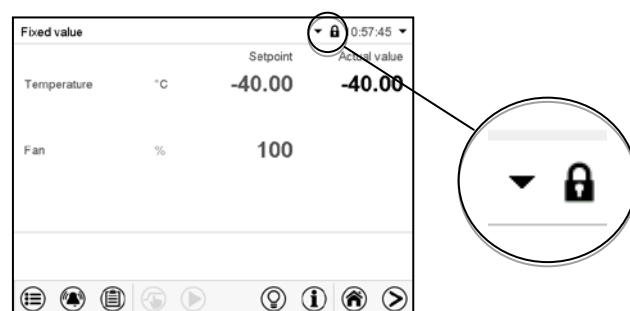 Fixed value 0:57:45
Setpoint Actual value
Temperature °C -40.00 -40.00
Fan % 100